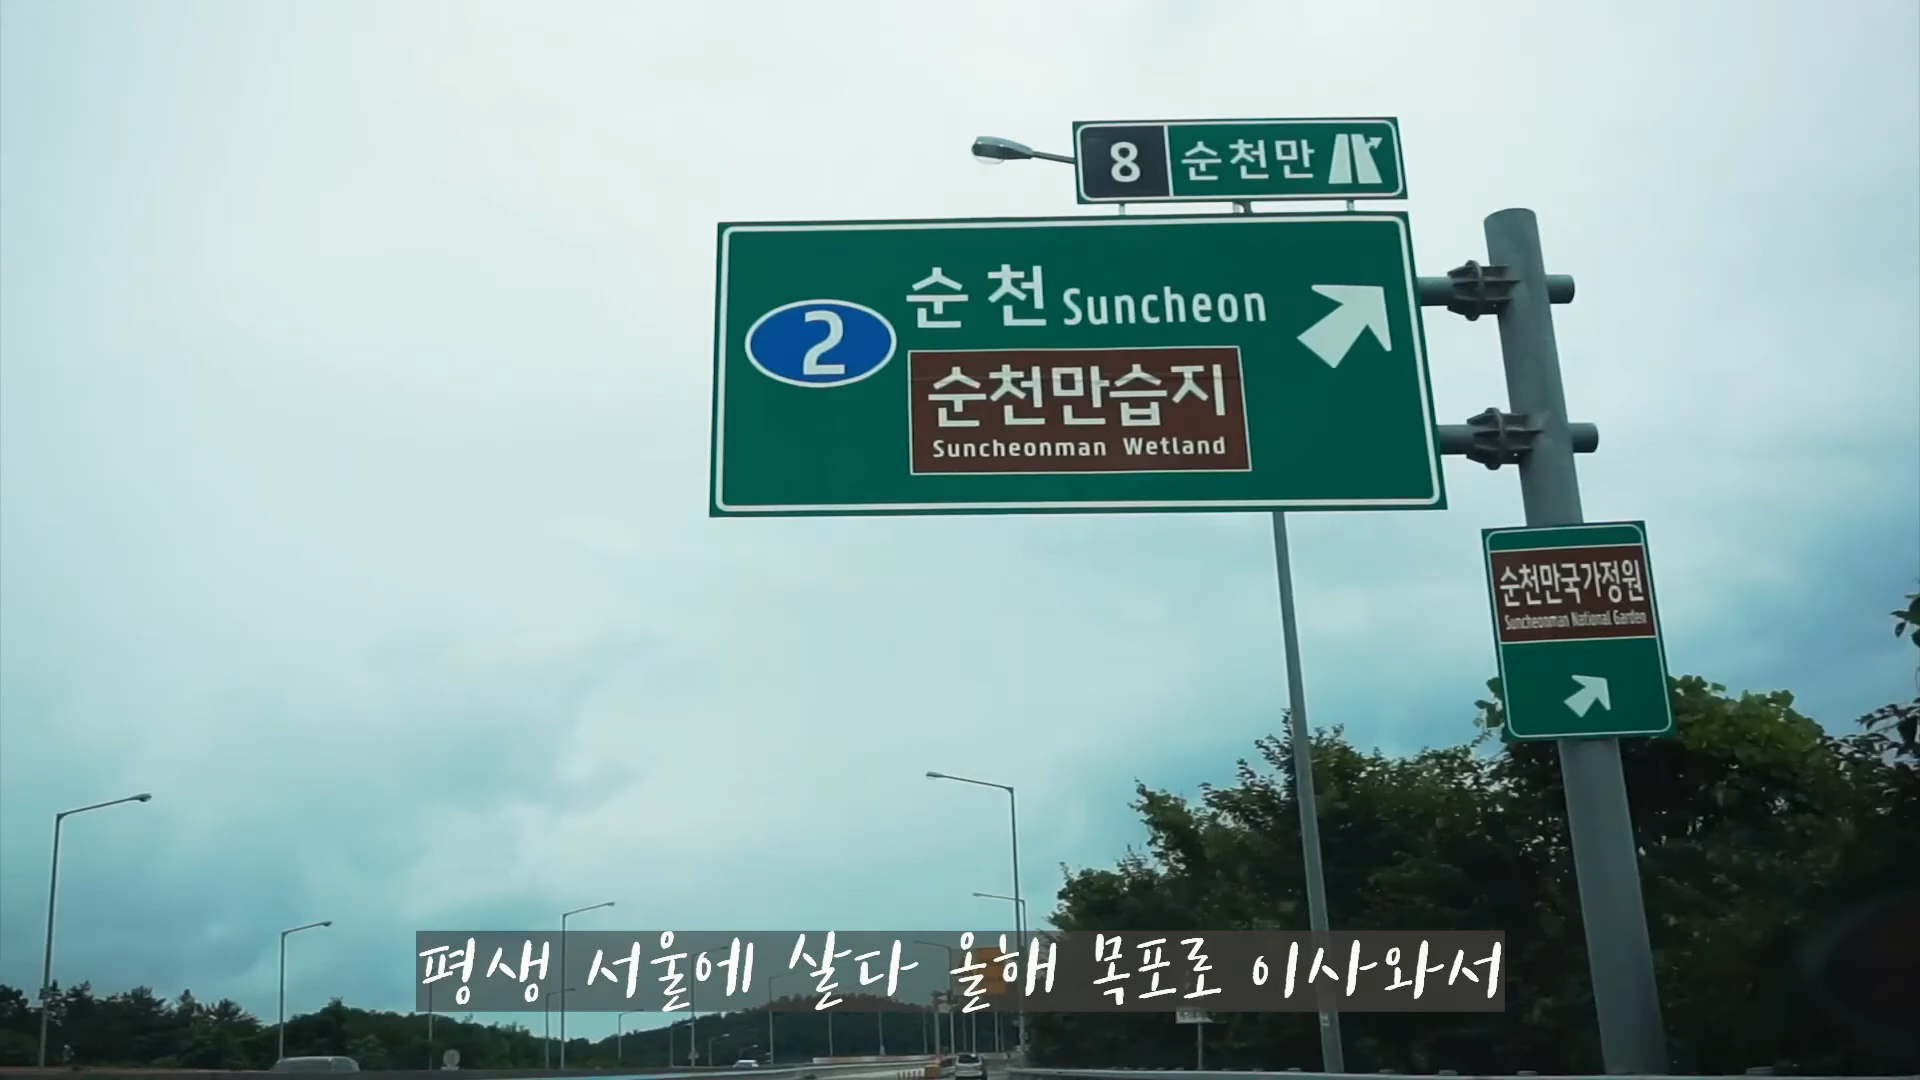 8 순천만
2 순천 Suncheon
순천만습지
Suncheonman Wetland
순천만국가정원
Suncheonman National Garden
평생 서울에 살다 올해 목포로 이사와서